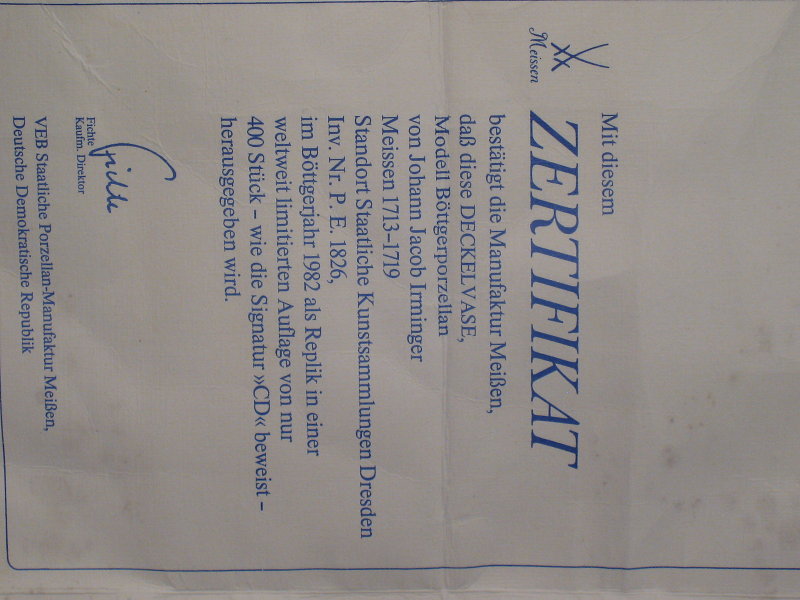 Meissen
Mit diesem
ZERTIFIKAT
bestätigt die Manufaktur Meißen,
daß diese DECKELVASE,
Modell Böttgerporzellan
von Johann Jacob Irminger
Meissen 1713–1719
Standort Staatliche Kunstsammlungen Dresden
Inv. Nr. P. E. 1826,
im Böttgerjahr 1982 als Replik in einer
weltweit limitierten Auflage von nur
400 Stück – wie die Signatur »CD« beweist –
herausgegeben wird.
Fichte
Kaufm. Direktor
VEB Staatliche Porzellan-Manufaktur Meißen,
Deutsche Demokratische Republik